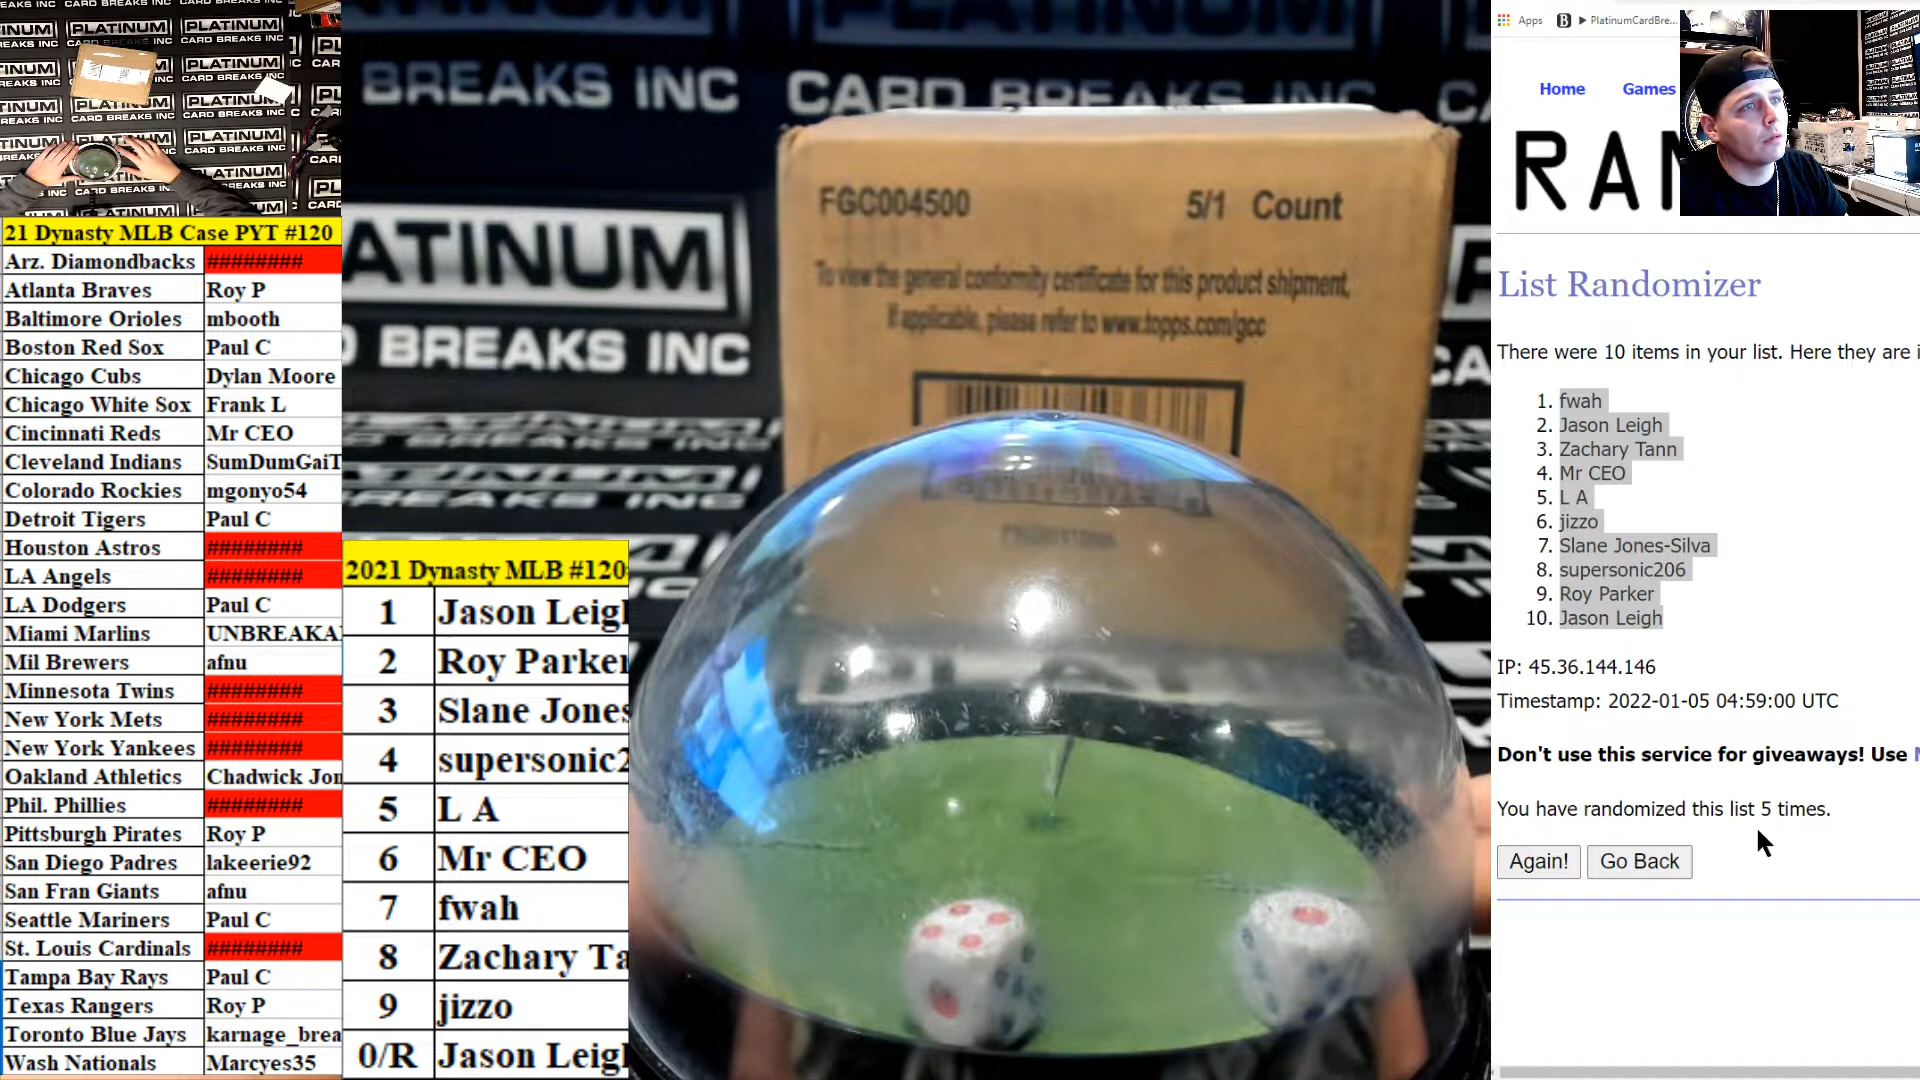 PLATINUM
CARD BREAKS INC
21 Dynasty MLB Case PYT #120
Arz. Diamondbacks ########
Atlanta Braves Roy P
Baltimore Orioles mbooth
Boston Red Sox Paul C
Chicago Cubs Dylan Moore
Chicago White Sox Frank L
Cincinnati Reds Mr CEO
Cleveland Indians SumDumGaiT
Colorado Rockies mgonyo54
Detroit Tigers Paul C
Houston Astros ########
LA Angels ########
LA Dodgers Paul C
Miami Marlins UNBREAKA
Mil Brewers afnu
Minnesota Twins ########
New York Mets ########
New York Yankees ########
Oakland Athletics Chadwick Jon
Phil. Phillies ########
Pittsburgh Pirates Roy P
San Diego Padres lakeerie92
San Fran Giants afnu
Seattle Mariners Paul C
St. Louis Cardinals ########
Tampa Bay Rays Paul C
Texas Rangers Roy P
Toronto Blue Jays karnage_brea
Wash Nationals Marcyes35
BREAKS INC CARD BREAKS INC
ATINUM
BREAKS INC
FGC004500 5/1 Count
To view the general conformity certificate for this product shipment,
If applicable, please refer to www.topps.com/gcc
2021 Dynasty MLB #120
1 Jason Leigh
2 Roy Parker
3 Slane Jones
4 supersonic2
5 L A
6 Mr CEO
7 fwah
8 Zachary Ta
9 jizzo
0/R Jason Leigh
Apps PlatinumCardBre...
Home Games
RAN
List Randomizer
There were 10 items in your list. Here they are i
1. fwah
2. Jason Leigh
3. Zachary Tann
4. Mr CEO
5. L A
6. jizzo
7. Slane Jones-Silva
8. supersonic206
9. Roy Parker
10. Jason Leigh
IP: 45.36.144.146
Timestamp: 2022-01-05 04:59:00 UTC
Don't use this service for giveaways! Use
You have randomized this list 5 times.
Again! Go Back